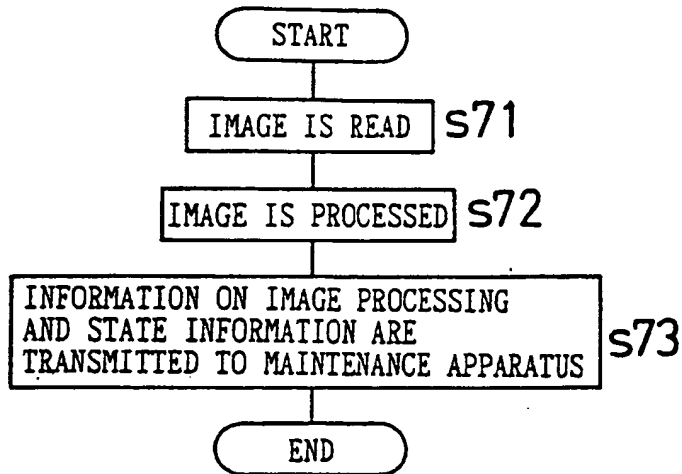 START
IMAGE IS READ s71
IMAGE IS PROCESSED s72
INFORMATION ON IMAGE PROCESSING
AND STATE INFORMATION ARE
TRANSMITTED TO MAINTENANCE APPARATUS
s73
END